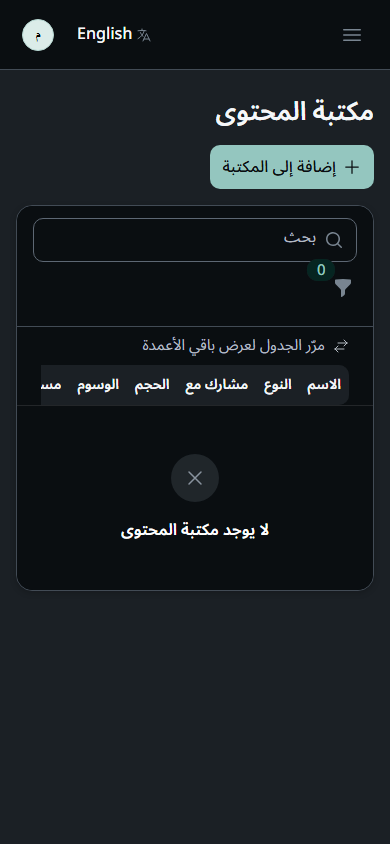 م
English
مكتبة المحتوى
إضافة إلى المكتبة
بحث
0
مرّر الجدول لعرض باقي الأعمدة
الاسم النوع مشارك مع الحجم الوسوم مس
لا يوجد مكتبة المحتوى